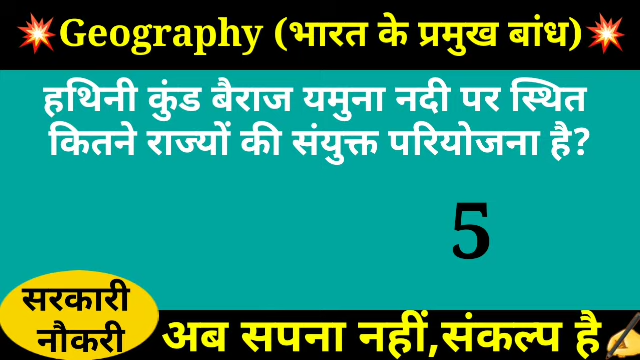 💥Geography (भारत के प्रमुख बांध)💥
हथिनी कुंड बैराज यमुना नदी पर स्थित
कितने राज्यों की संयुक्त परियोजना है?
5
सरकारी
नौकरी
अब सपना नहीं,संकल्प है✍